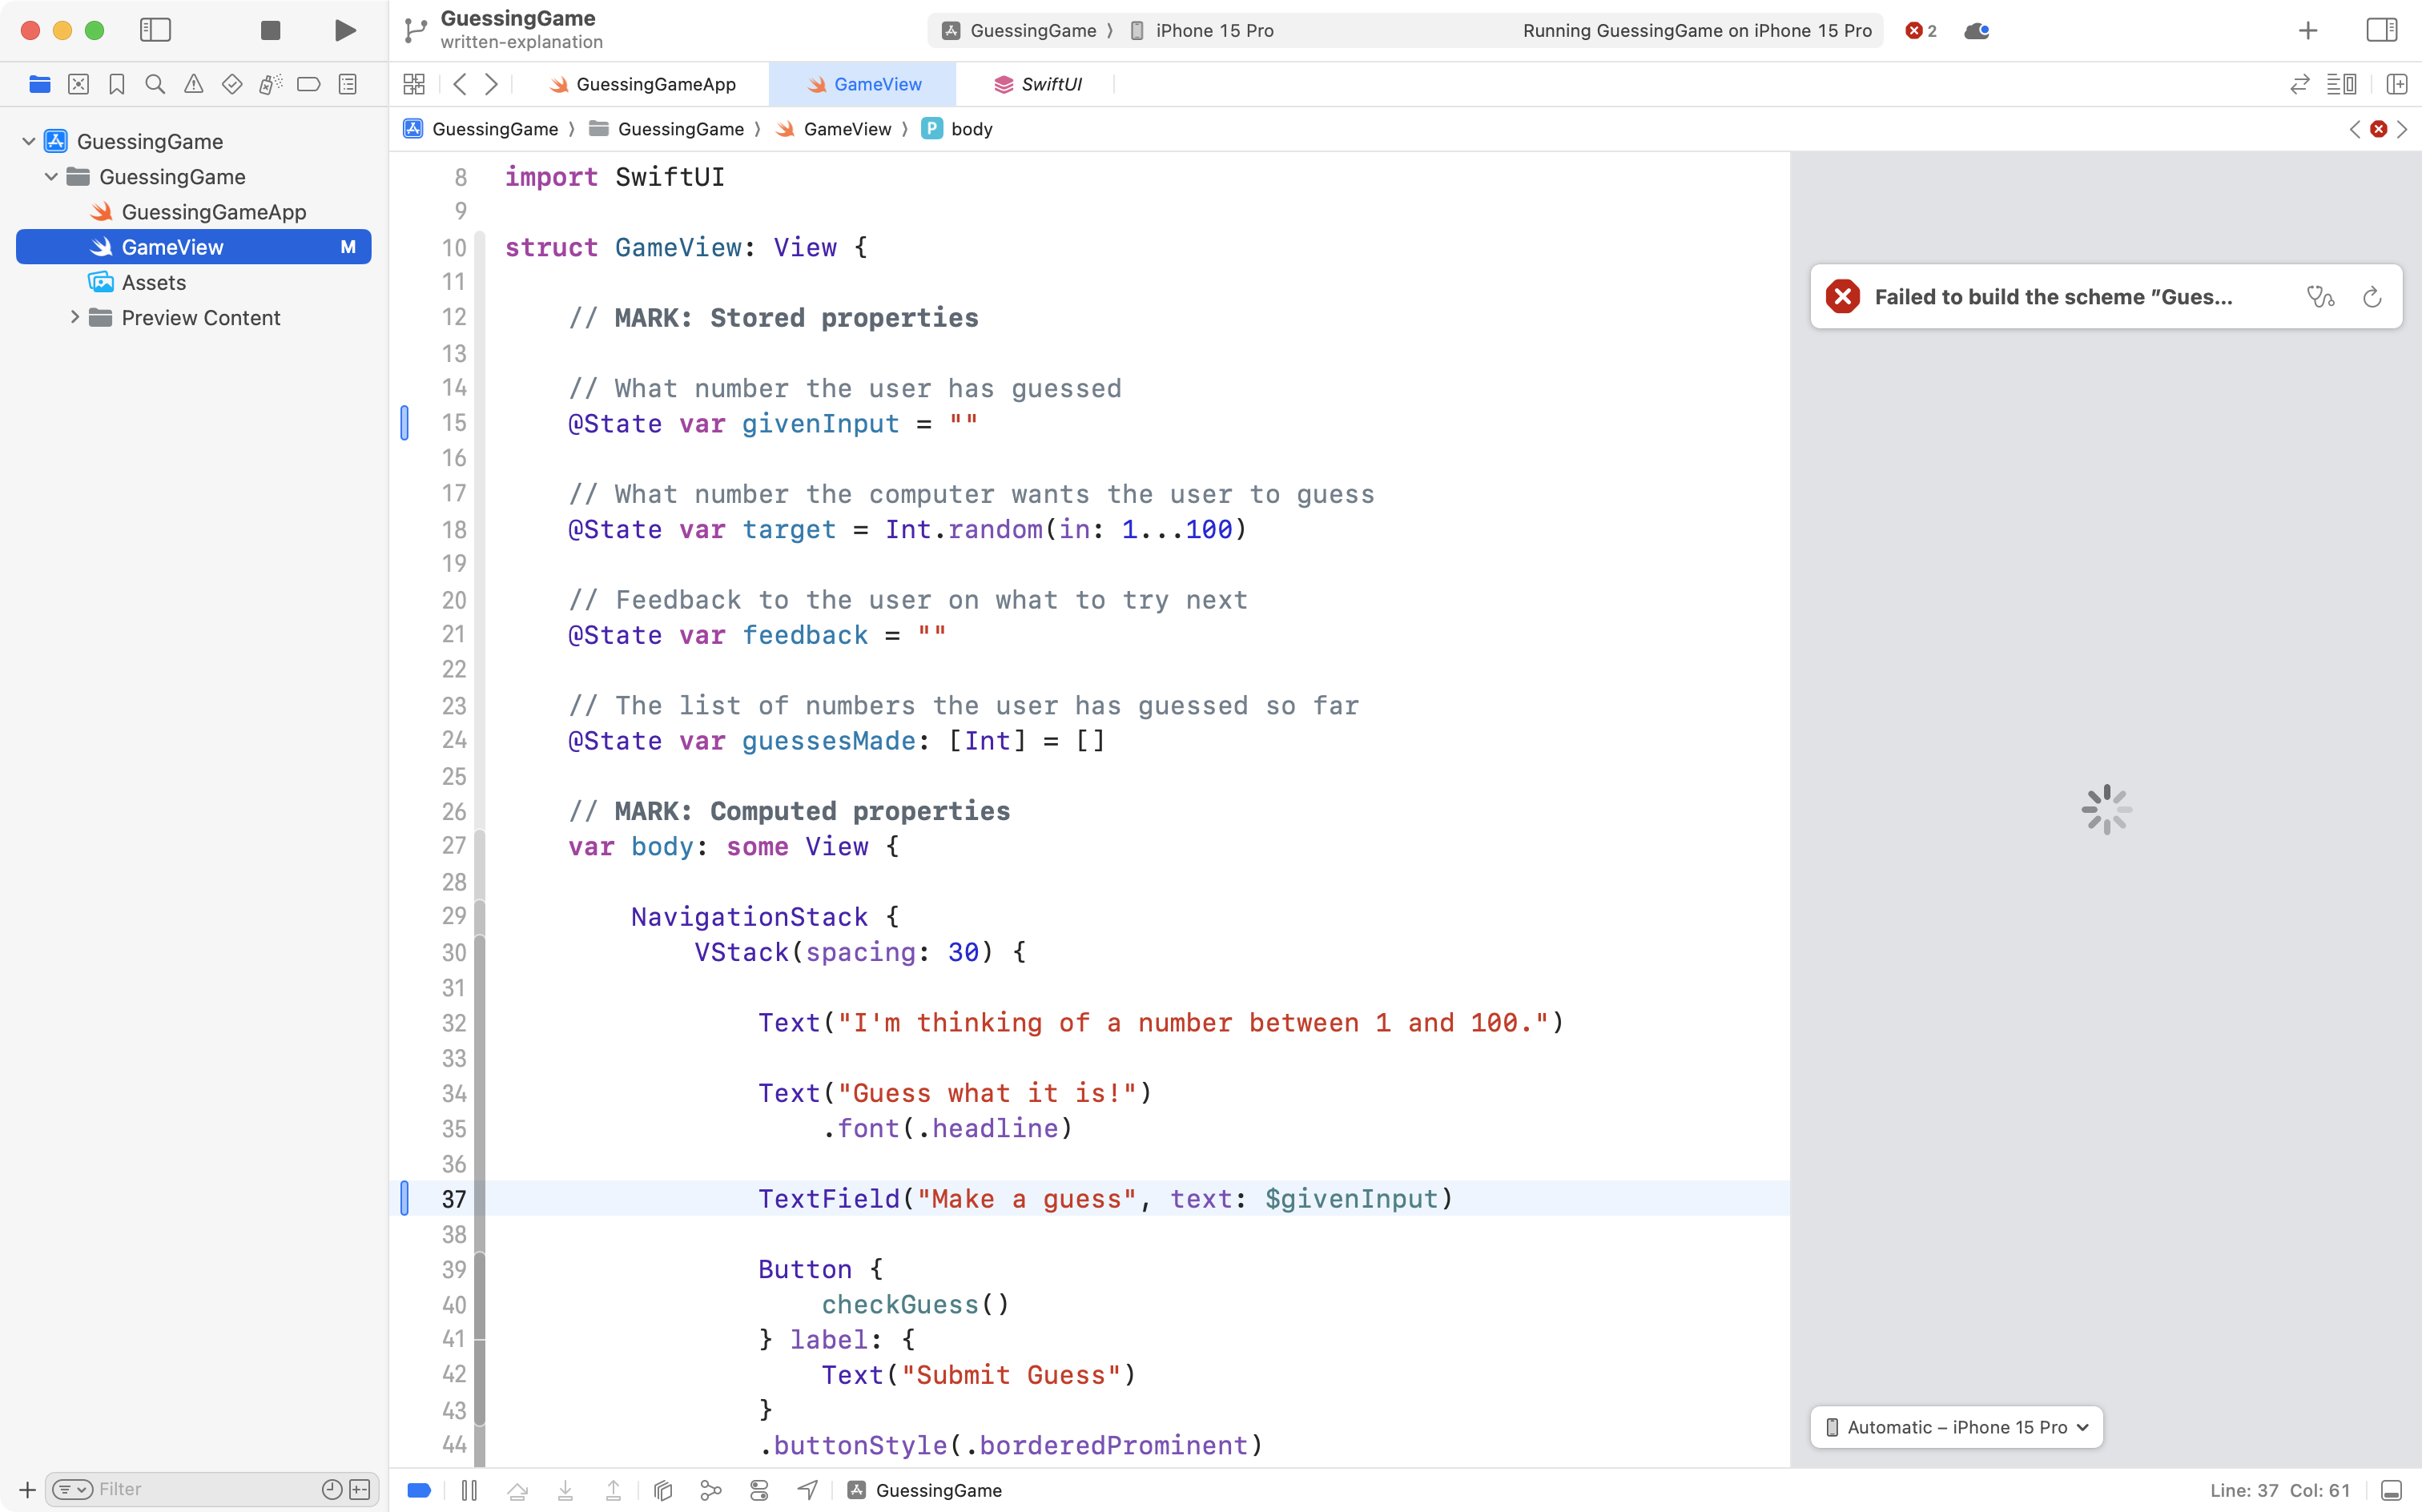 GuessingGame
written-explanation
GuessingGame
iPhone 15 Pro
Running GuessingGame on iPhone 15 Pro
2
GuessingGameApp
GameView
SwiftUI
GuessingGame
GuessingGame
GameView
P
body
GuessingGame
GuessingGame
GuessingGameApp
GameView
M
Assets
Preview Content
8 import SwiftUI
9
10 struct GameView: View {
11
12 // MARK: Stored properties
13
14 // What number the user has guessed
15 @State var givenInput = ""
16
17 // What number the computer wants the user to guess
18 @State var target = Int.random(in: 1...100)
19
20 // Feedback to the user on what to try next
21 @State var feedback = ""
22
23 // The list of numbers the user has guessed so far
24 @State var guessesMade: [Int] = []
25
26 // MARK: Computed properties
27 var body: some View {
28
29 NavigationStack {
30 VStack(spacing: 30) {
31
32 Text("I'm thinking of a number between 1 and 100.")
33
34 Text("Guess what it is!")
35 .font(.headline)
36
37 TextField("Make a guess", text: $givenInput)
38
39 Button {
40 checkGuess()
41 } label: {
42 Text("Submit Guess")
43 }
44 .buttonStyle(.borderedProminent)
Failed to build the scheme "Gues...
Automatic – iPhone 15 Pro
Filter
GuessingGame
Line: 37 Col: 61